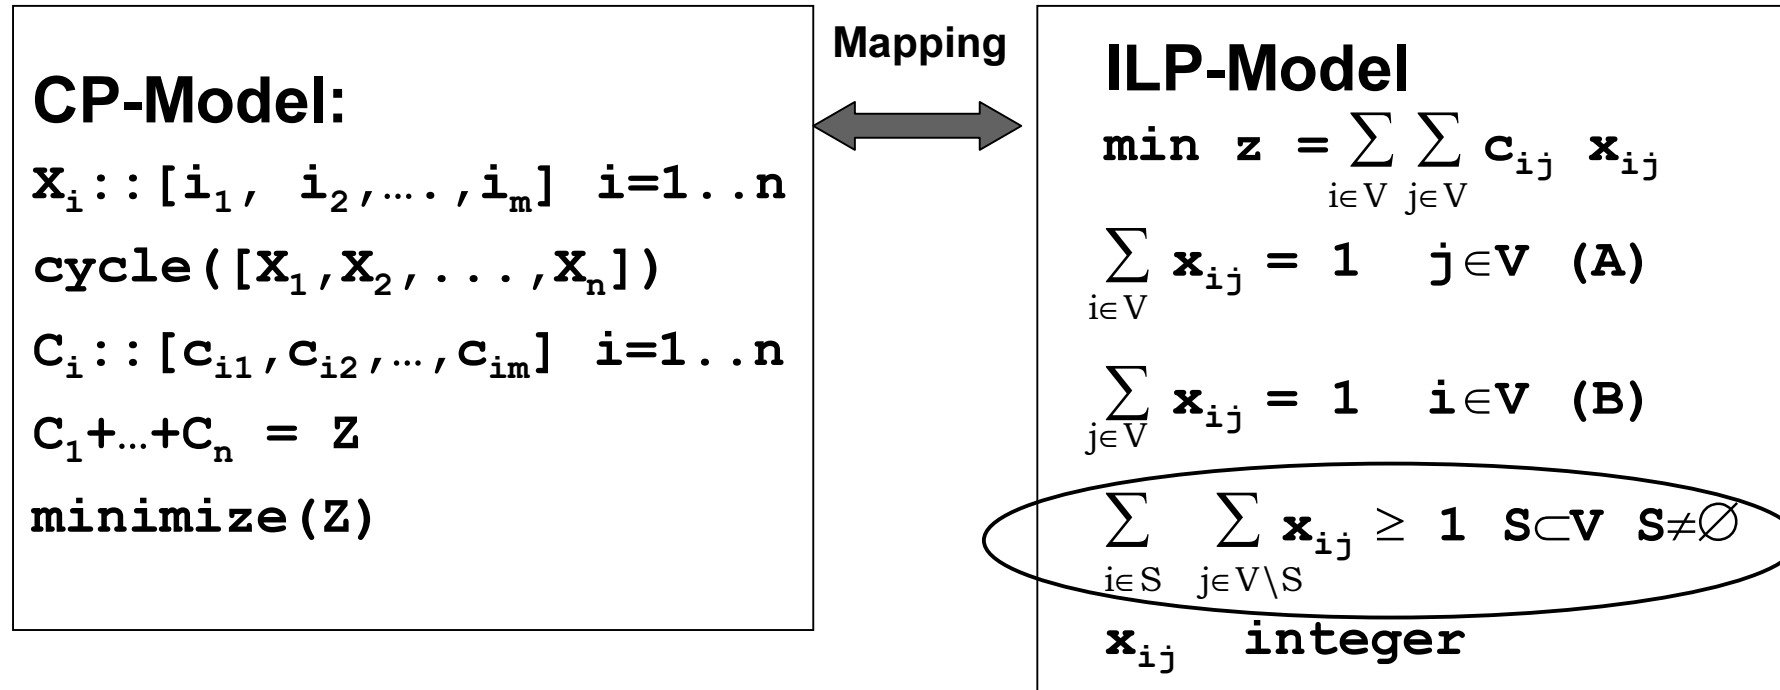 CP-Model:
Xᵢ::[i₁, i₂,….,iₘ] i=1..n
cycle([X₁,X₂,...,Xₙ])
Cᵢ::[cᵢ₁,cᵢ₂,…,cᵢₘ] i=1..n
C₁+…+Cₙ = Z
minimize(Z)
Mapping
ILP-Model
min z = ∑ ∑ cᵢⱼ xᵢⱼ
i∈V j∈V
∑ xᵢⱼ = 1 j∈V (A)
i∈V
∑ xᵢⱼ = 1 i∈V (B)
j∈V
∑ ∑ xᵢⱼ ≥ 1 S⊂V S≠∅
i∈S j∈V\S
xᵢⱼ integer